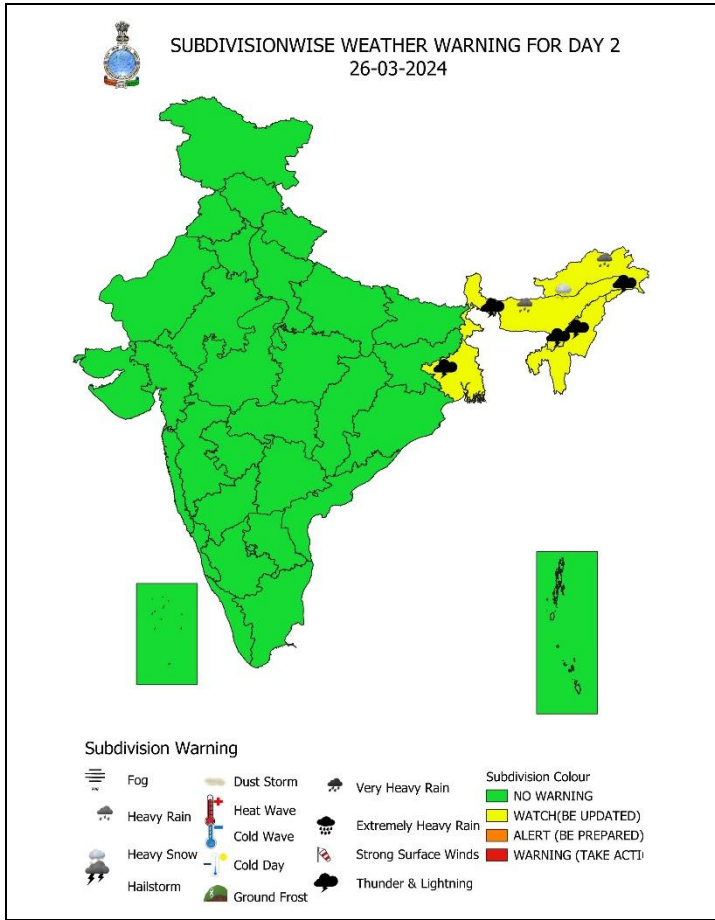 SUBDIVISIONWISE WEATHER WARNING FOR DAY 2
26-03-2024
Subdivision Warning
Fog
Heavy Rain
Heavy Snow
Hailstorm
Dust Storm
Heat Wave
Cold Wave
Cold Day
Ground Frost
Very Heavy Rain
Extremely Heavy Rain
Strong Surface Winds
Thunder & Lightning
Subdivision Colour
NO WARNING
WATCH(BE UPDATED)
ALERT (BE PREPARED)
WARNING (TAKE ACTI